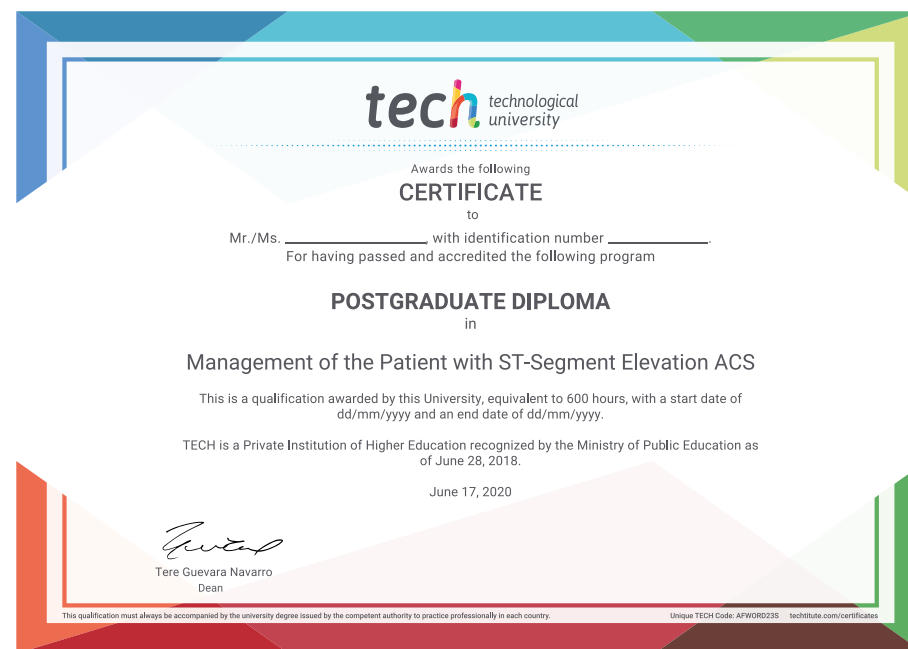 tech technological
university
Awards the following
CERTIFICATE
to
Mr./Ms. ____________, with identification number ____________.
For having passed and accredited the following program
POSTGRADUATE DIPLOMA
in
Management of the Patient with ST-Segment Elevation ACS
This is a qualification awarded by this University, equivalent to 600 hours, with a start date of
dd/mm/yyyy and an end date of dd/mm/yyyy.
TECH is a Private Institution of Higher Education recognized by the Ministry of Public Education as
of June 28, 2018.
June 17, 2020
Tere Guevara Navarro
Dean
This qualification must always be accompanied by the university degree issued by the competent authority to practice professionally in each country. Unique TECH Code: AFWORD23S techtitute.com/certificates